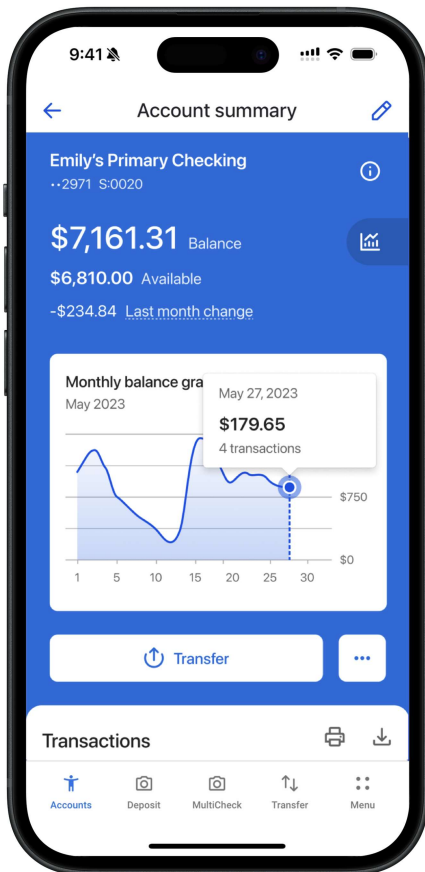 9:41
Account summary
Emily's Primary Checking
··2971 S:0020
$7,161.31 Balance
$6,810.00 Available
-$234.84 Last month change
Monthly balance gra
May 2023
May 27, 2023
$179.65
4 transactions
$750
$0
1 5 10 15 20 25 30
Transfer
Transactions
Accounts Deposit MultiCheck Transfer Menu